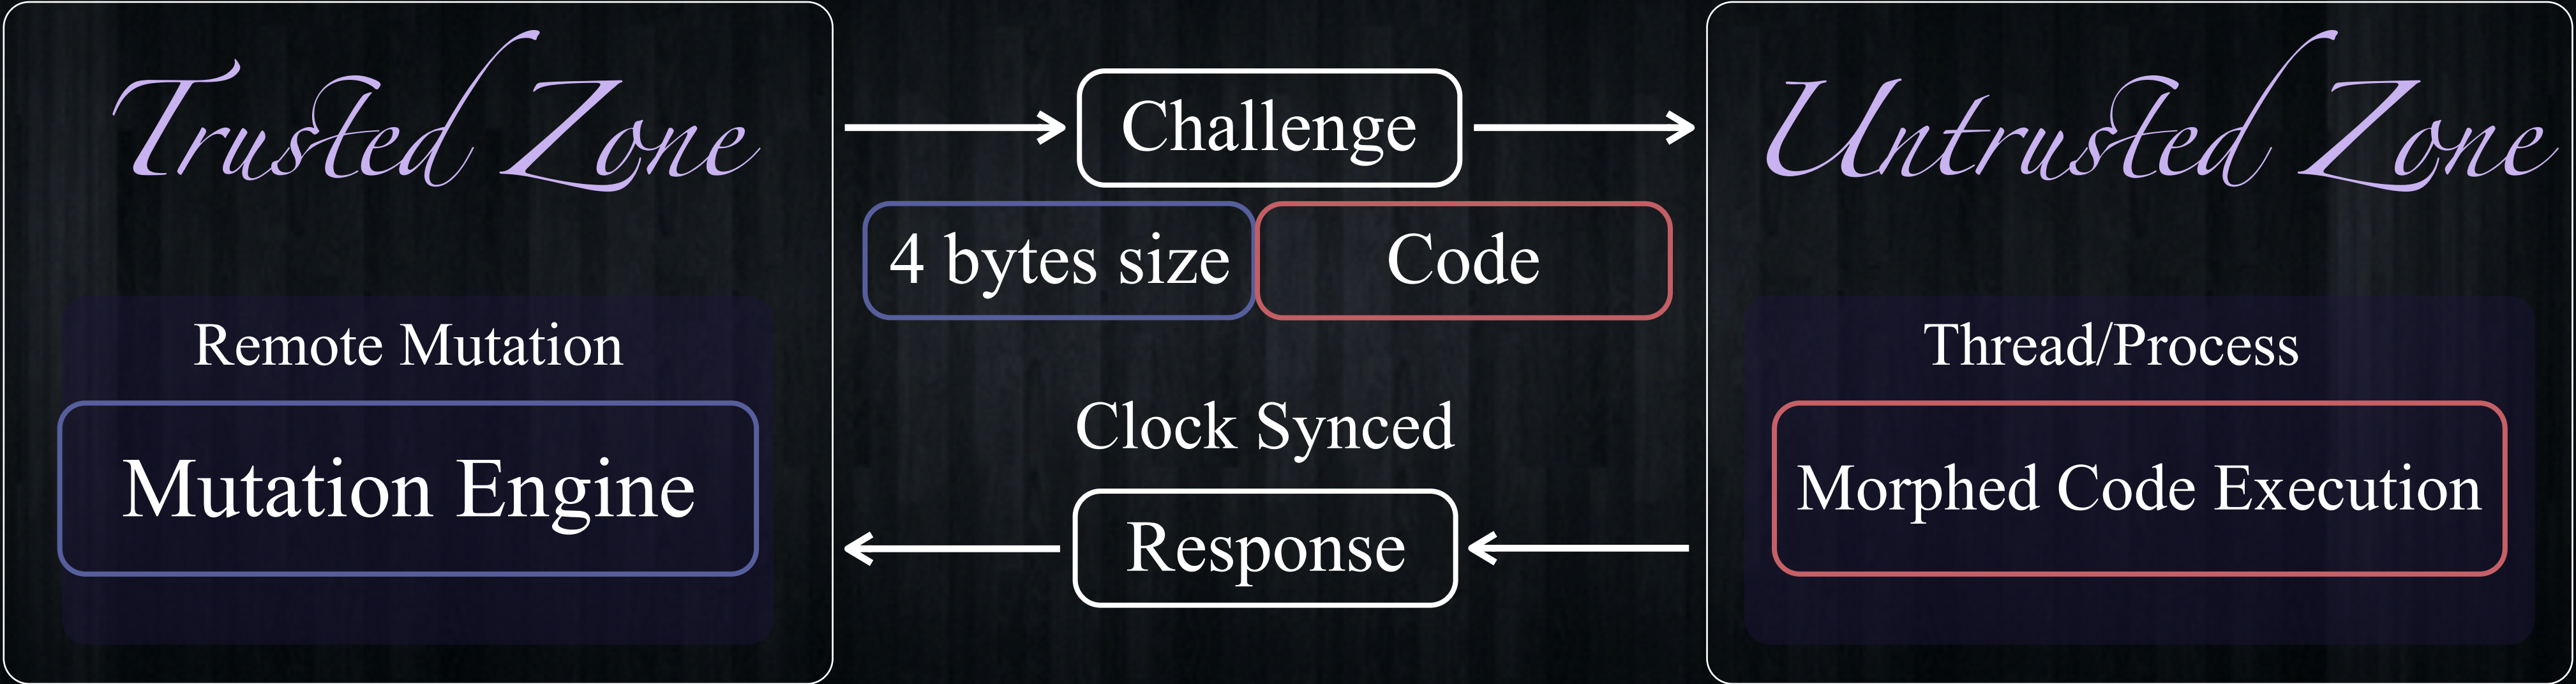 Trusted Zone
Remote Mutation
Mutation Engine
Challenge
4 bytes size
Code
Clock Synced
Response
Untrusted Zone
Thread/Process
Morphed Code Execution